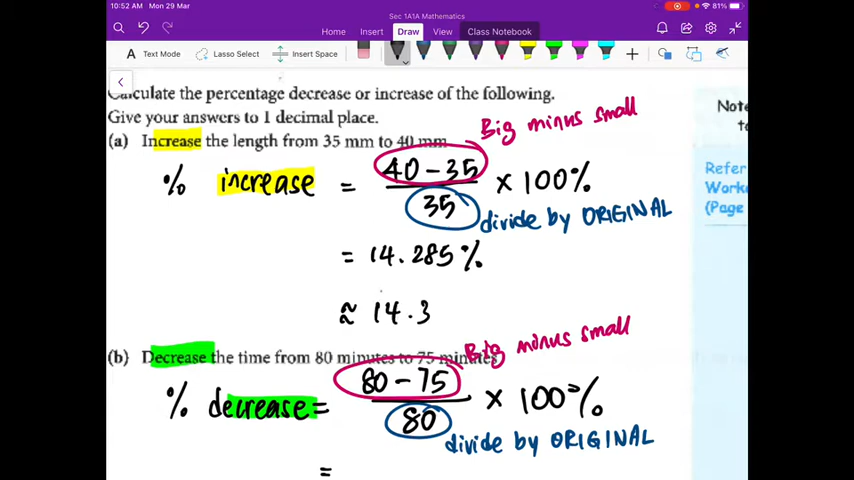 10:52 AM Mon 29 Mar
81%
Sec 1A1A Mathematics
Home Insert Draw View Class Notebook
Text Mode Lasso Select Insert Space
Calculate the percentage decrease or increase of the following.
Give your answers to 1 decimal place.
(a) Increase the length from 35 mm to 40 mm
Big minus small
% increase = 40 - 35 × 100%
35
divide by ORIGINAL
= 14.285%
≈ 14.3
(b) Decrease the time from 80 minutes to 75 minutes
Big minus small
% decrease = 80 - 75 × 100%
80
divide by ORIGINAL
=
Note
Refer
Work
(Page